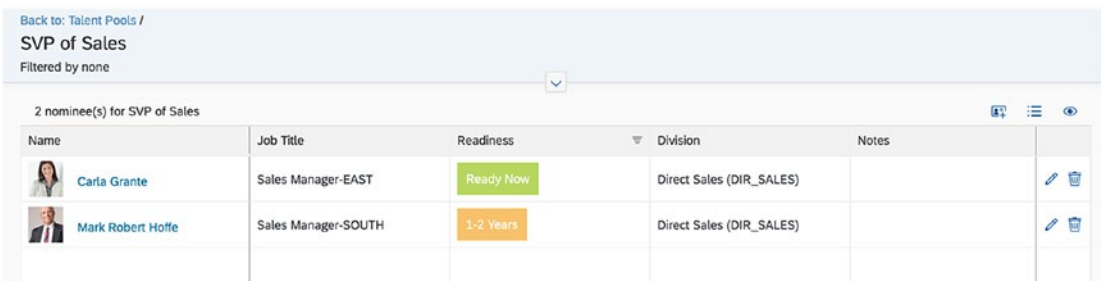 Back to: Talent Pools /
SVP of Sales
Filtered by none
2 nominee(s) for SVP of Sales
Name Job Title Readiness Division Notes
Carla Grante Sales Manager-EAST Ready Now Direct Sales (DIR_SALES)
Mark Robert Hoffe Sales Manager-SOUTH 1-2 Years Direct Sales (DIR_SALES)